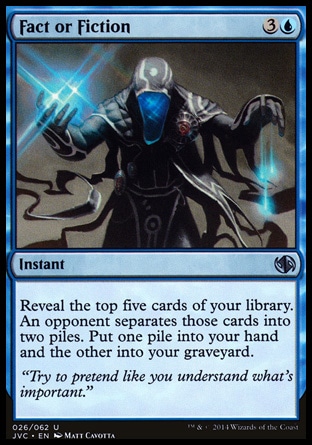 Fact or Fiction 3
Instant
Reveal the top five cards of your library.
An opponent separates those cards into
two piles. Put one pile into your hand
and the other into your graveyard.
“Try to pretend like you understand what’s
important.”
026/062 U
JVC • EN Matt Cavotta
™ & © 2014 Wizards of the Coast